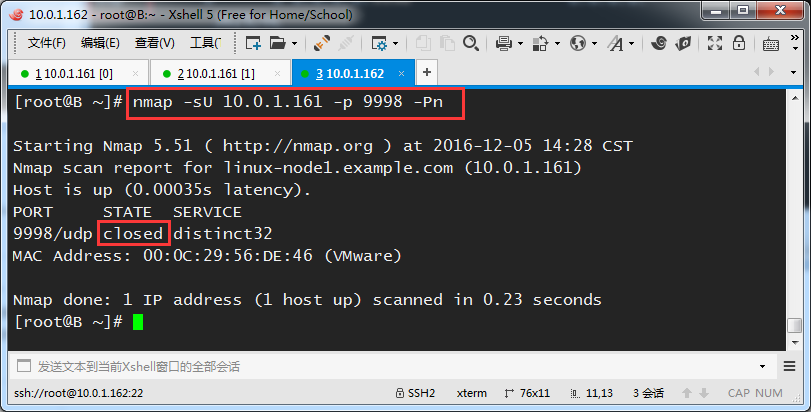 10.0.1.162 - root@B:~ - Xshell 5 (Free for Home/School)
文件(F) 编辑(E) 查看(V) 工具(
1 10.0.1.161 [0] 2 10.0.1.161 [1] 3 10.0.1.162
[root@B ~]# nmap -sU 10.0.1.161 -p 9998 -Pn
Starting Nmap 5.51 ( http://nmap.org ) at 2016-12-05 14:28 CST
Nmap scan report for linux-node1.example.com (10.0.1.161)
Host is up (0.00035s latency).
PORT STATE SERVICE
9998/udp closed distinct32
MAC Address: 00:0C:29:56:DE:46 (VMware)
Nmap done: 1 IP address (1 host up) scanned in 0.23 seconds
[root@B ~]#
发送文本到当前Xshell窗口的全部会话
ssh://root@10.0.1.162:22 SSH2 xterm 76x11 11,13 3 会话 CAP NUM